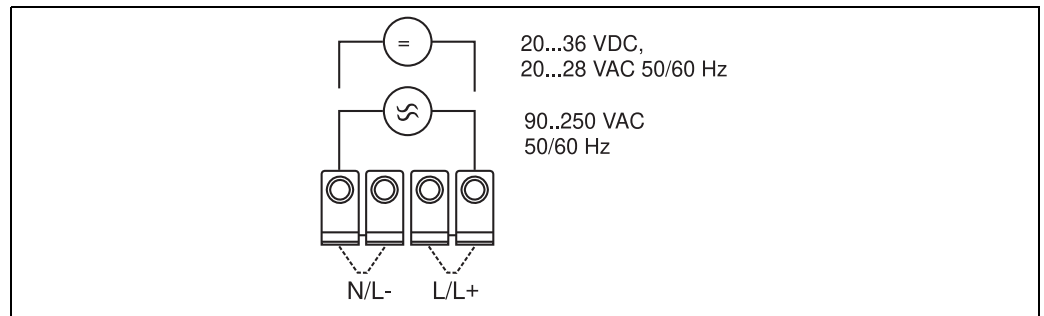 =
20...36 VDC,
20...28 VAC 50/60 Hz
90..250 VAC
50/60 Hz
N/L- L/L+